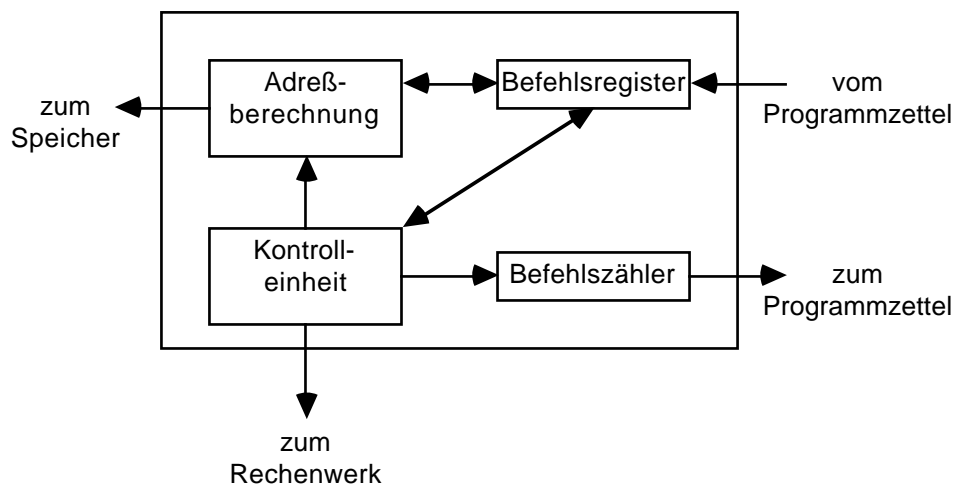 Adreß-
berechnung
Befehlsregister
zum
Speicher
vom
Programmzettel
Kontroll-
einheit
Befehlszähler
zum
Programmzettel
zum
Rechenwerk